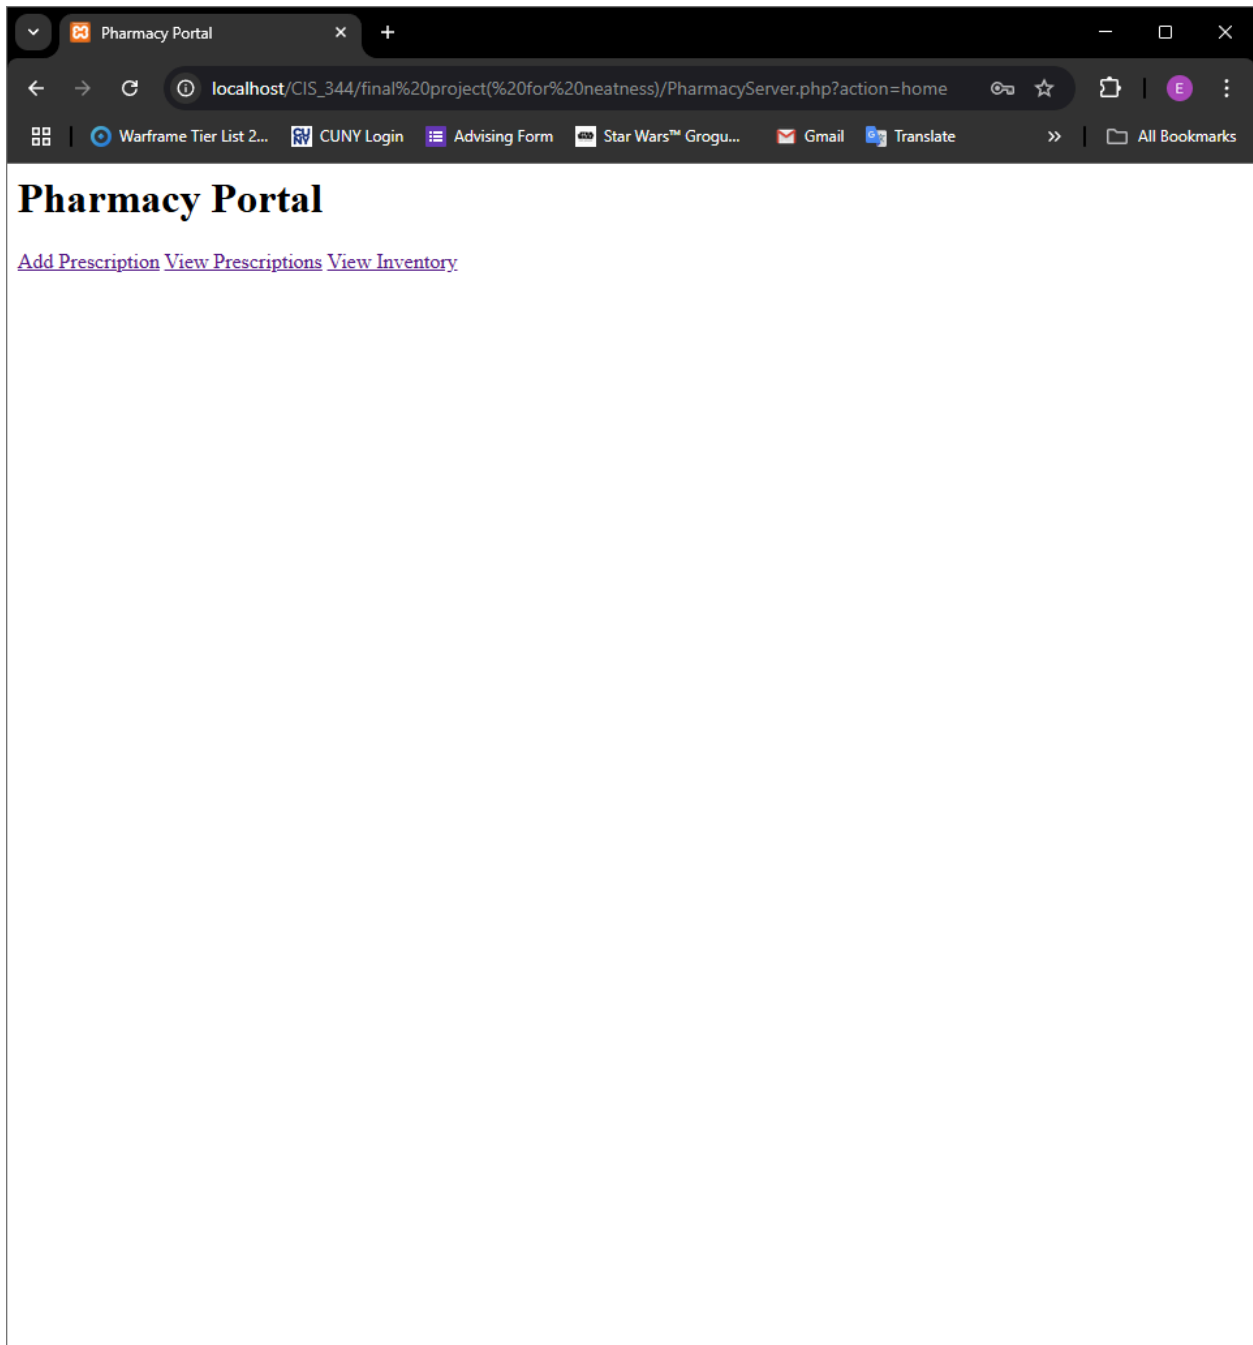 Pharmacy Portal
localhost/CIS_344/final%20project(%20for%20neatness)/PharmacyServer.php?action=home
E
Warframe Tier List 2... CUNY Login Advising Form Star Wars™ Grogu... Gmail Translate All Bookmarks
Pharmacy Portal
Add Prescription View Prescriptions View Inventory